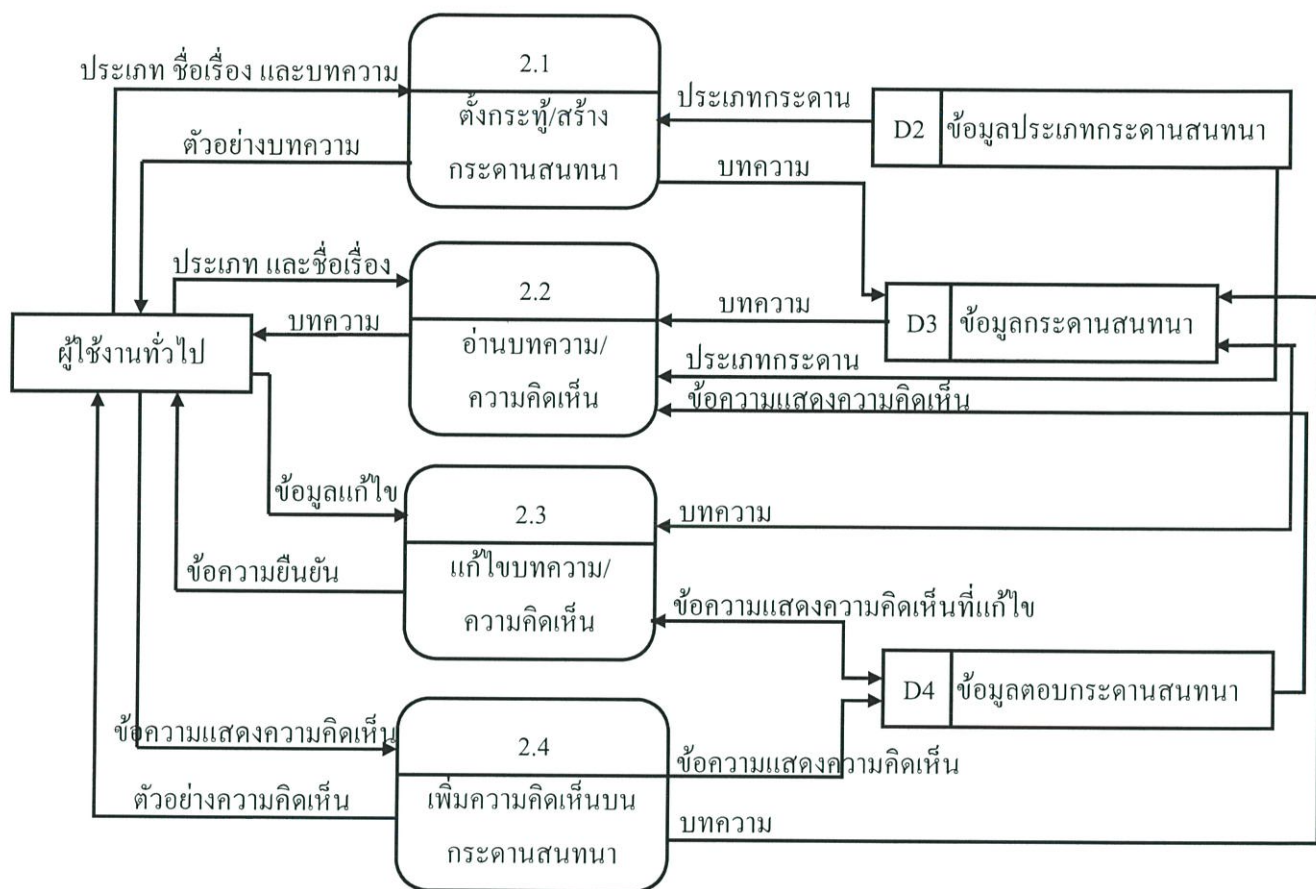 2.1
ประเภท ชื่อเรื่อง และบทความ
ตั้งกระทู้/สร้าง
กระดานสนทนา
ประเภทกระดาน
D2
ข้อมูลประเภทกระดานสนทนา
ตัวอย่างบทความ
บทความ
ประเภท และชื่อเรื่อง
2.2
บทความ
D3
ข้อมูลกระดานสนทนา
บทความ
ผู้ใช้งานทั่วไป
อ่านบทความ/
ความคิดเห็น
ประเภทกระดาน
ข้อความแสดงความคิดเห็น
ข้อมูลแก้ไข
2.3
บทความ
ข้อความยืนยัน
แก้ไขบทความ/
ความคิดเห็น
ข้อความแสดงความคิดเห็นที่แก้ไข
D4
ข้อมูลตอบกระดานสนทนา
ข้อความแสดงความคิดเห็น
2.4
ข้อความแสดงความคิดเห็น
ตัวอย่างความคิดเห็น
เพิ่มความคิดเห็นบน
กระดานสนทนา
บทความ